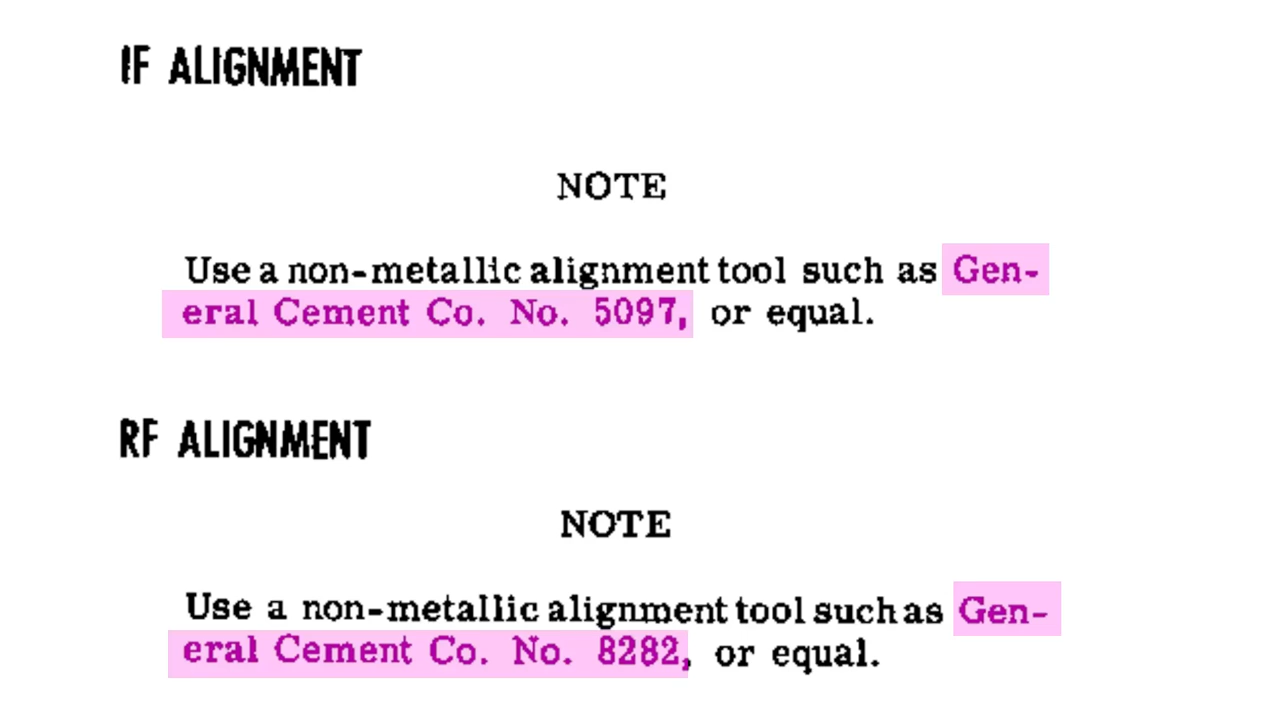 IF ALIGNMENT
NOTE
Use a non-metallic alignment tool such as Gen-
eral Cement Co. No. 5097, or equal.
RF ALIGNMENT
NOTE
Use a non-metallic alignment tool such as Gen-
eral Cement Co. No. 8282, or equal.